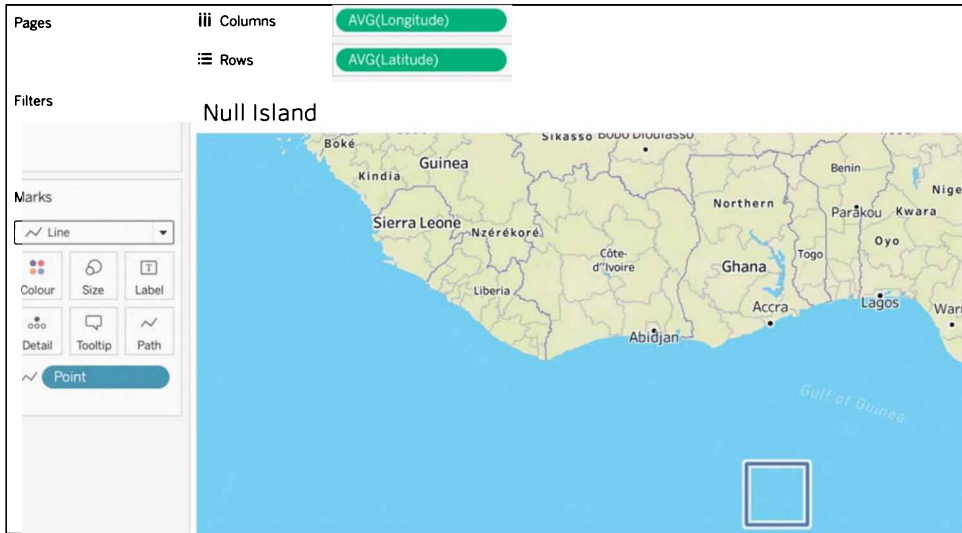 Pages
Columns
AVG(Longitude)
Rows
AVG(Latitude)
Filters
Null Island
Marks
Line
Colour
Size
Label
Detail
Tooltip
Path
Point
Boké
Sikasso
Bobo Dioulasso
Guinea
Kindia
Benin
Northern
Parakou
Kwara
Sierra Leone
Nzérékoré
Oyo
Côte-
d''Ivoire
Ghana
Togo
Liberia
Accra
Lagos
Abidjan
Gulf of Guinea